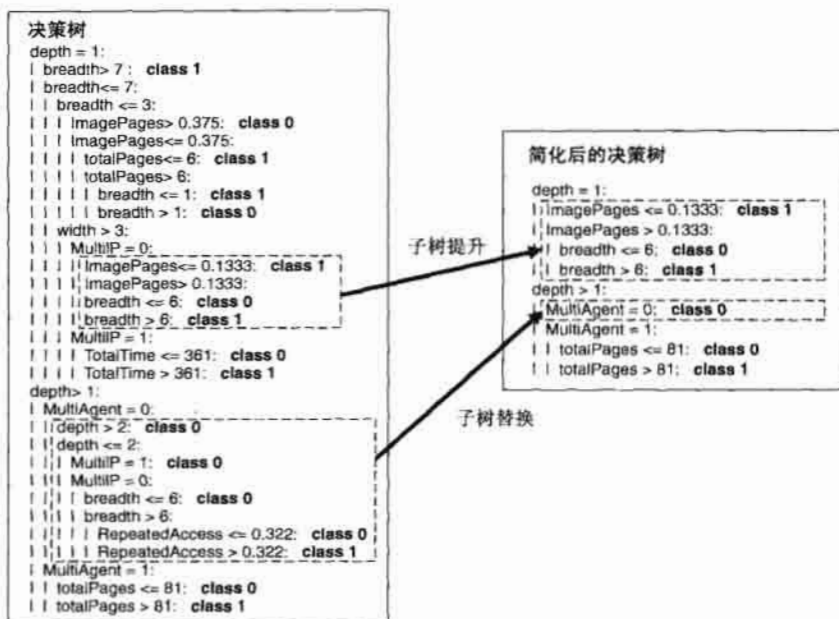 决策树
depth = 1:
| breadth> 7 : class 1
| breadth<= 7:
| | breadth <= 3:
| | | ImagePages> 0.375: class 0
| | | ImagePages<= 0.375:
| | | | totalPages<= 6: class 1
| | | | totalPages> 6:
| | | | | breadth <= 1: class 1
| | | | | breadth > 1: class 0
| | width > 3:
| | | MultiIP = 0:
| | | | ImagePages<= 0.1333: class 1
| | | | ImagePages> 0.1333:
| | | | breadth <= 6: class 0
| | | | breadth > 6: class 1
| | | MultiIP = 1:
| | | | TotalTime <= 361: class 0
| | | | TotalTime > 361: class 1
depth> 1:
| MultiAgent = 0:
| | depth > 2: class 0
| | depth <= 2:
| | | MultiIP = 1: class 0
| | | MultiIP = 0:
| | | | breadth <= 6: class 0
| | | | breadth > 6:
| | | | | RepeatedAccess <= 0.322: class 0
| | | | | RepeatedAccess > 0.322: class 1
| MultiAgent = 1:
| | totalPages <= 81: class 0
| | totalPages > 81: class 1
子树提升
子树替换
简化后的决策树
depth = 1:
| ImagePages <= 0.1333: class 1
| ImagePages > 0.1333:
| | breadth <= 6: class 0
| | breadth > 6: class 1
depth > 1:
| MultiAgent = 0: class 0
| MultiAgent = 1:
| | totalPages <= 81: class 0
| | totalPages > 81: class 1